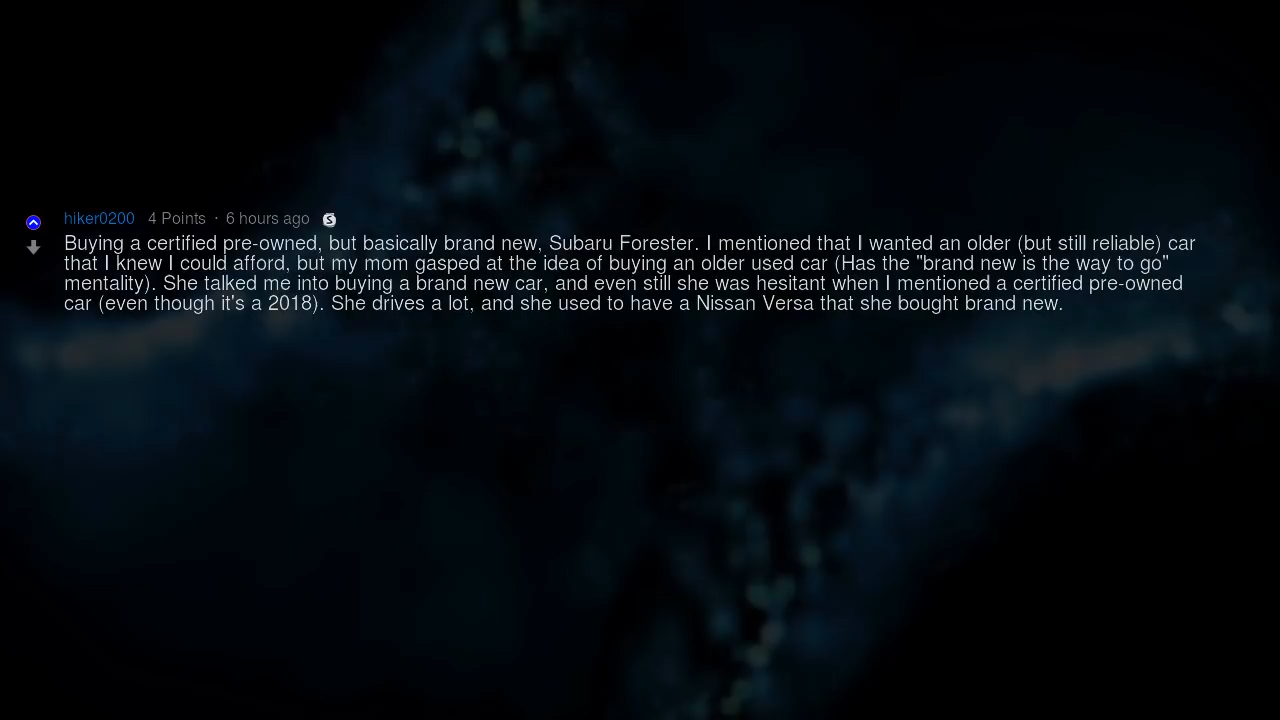 hiker0200 4 Points · 6 hours ago S
Buying a certified pre-owned, but basically brand new, Subaru Forester. I mentioned that I wanted an older (but still reliable) car
that I knew I could afford, but my mom gasped at the idea of buying an older used car (Has the "brand new is the way to go"
mentality). She talked me into buying a brand new car, and even still she was hesitant when I mentioned a certified pre-owned
car (even though it's a 2018). She drives a lot, and she used to have a Nissan Versa that she bought brand new.